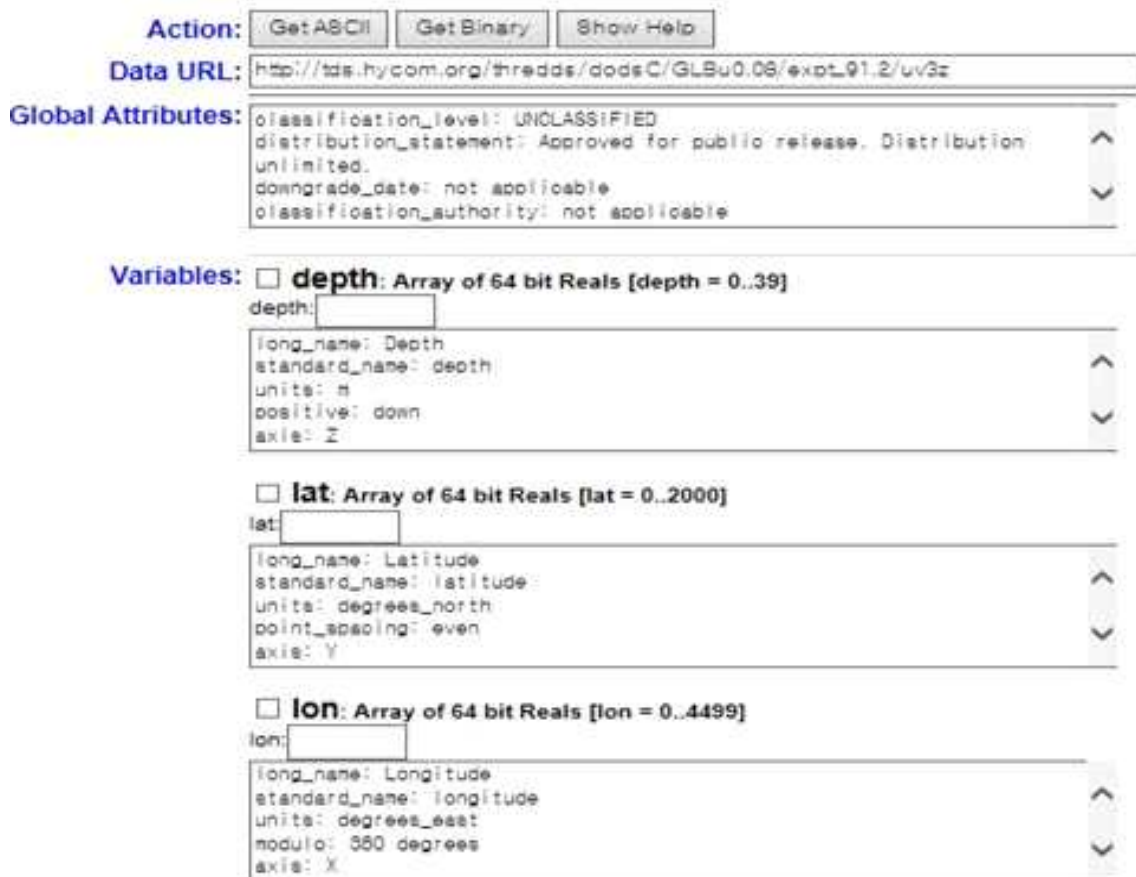 Action: Get ASCII Get Binary Show Help
Data URL: http://tds.hycom.org/thredds/dodsC/GLBu0.08/expt_91.2/uv3z
Global Attributes: classification_level: UNCLASSIFIED
distribution_statement: Approved for public release. Distribution
unlimited.
downgrade_date: not applicable
classification_authority: not applicable
Variables: depth: Array of 64 bit Reals [depth = 0..39]
depth:
long_name: Depth
standard_name: depth
units: m
positive: down
axis: Z
lat: Array of 64 bit Reals [lat = 0..2000]
lat:
long_name: Latitude
standard_name: latitude
units: degrees_north
point_spacing: even
axis: Y
lon: Array of 64 bit Reals [lon = 0..4499]
lon:
long_name: Longitude
standard_name: longitude
units: degrees_east
modulo: 360 degrees
axis: X